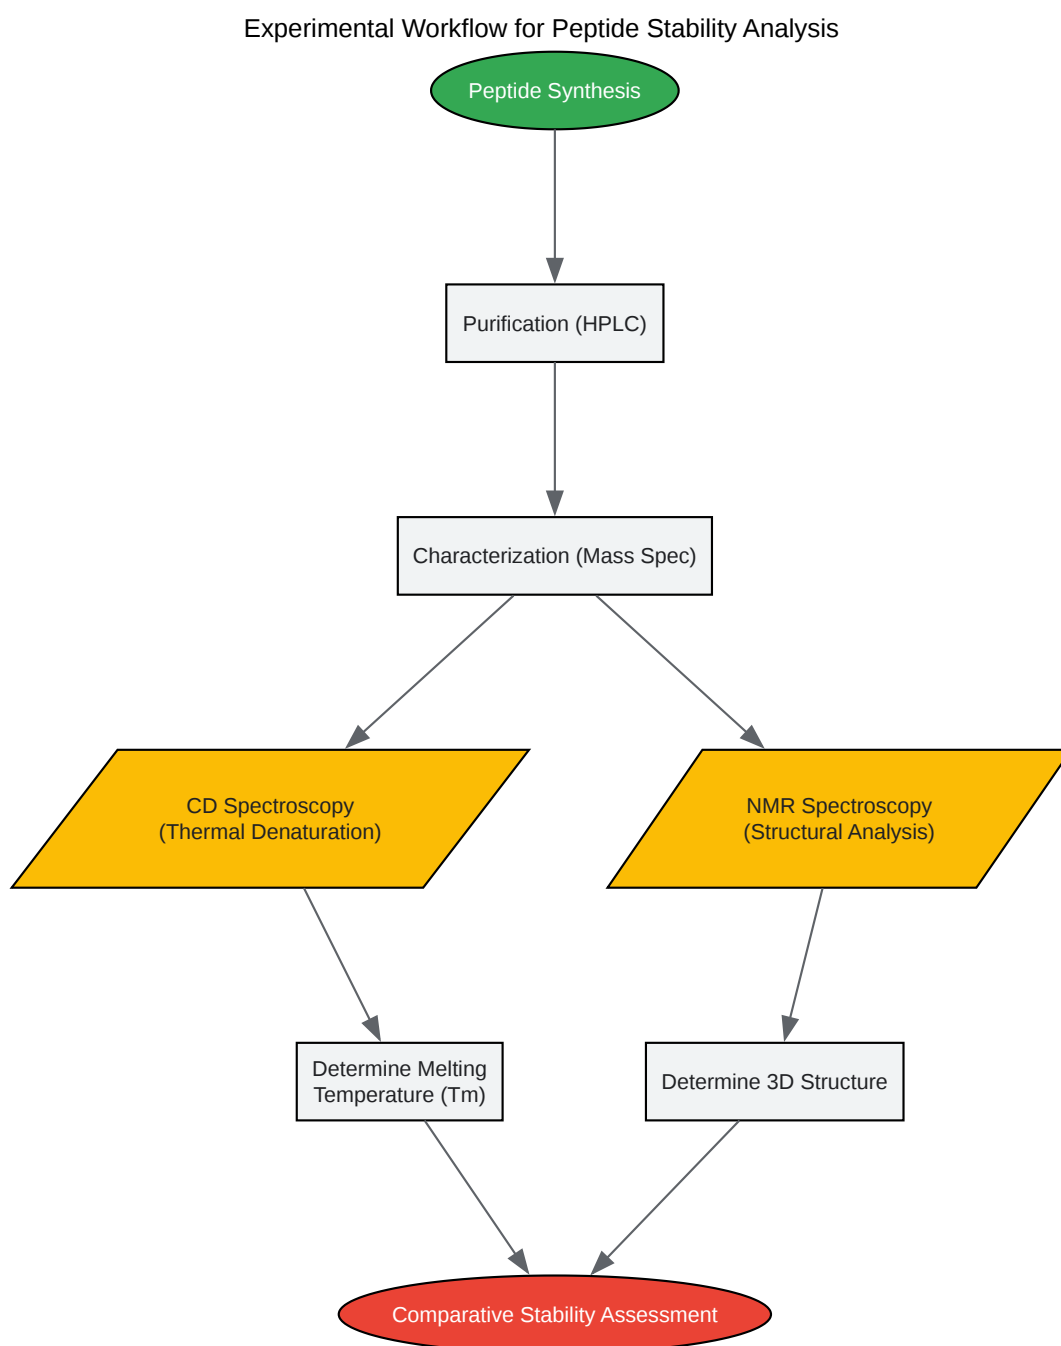 Experimental Workflow for Peptide Stability Analysis
Peptide Synthesis
Purification (HPLC)
Characterization (Mass Spec)
CD Spectroscopy
(Thermal Denaturation)
NMR Spectroscopy
(Structural Analysis)
Determine Melting
Temperature (Tm)
Determine 3D Structure
Comparative Stability Assessment